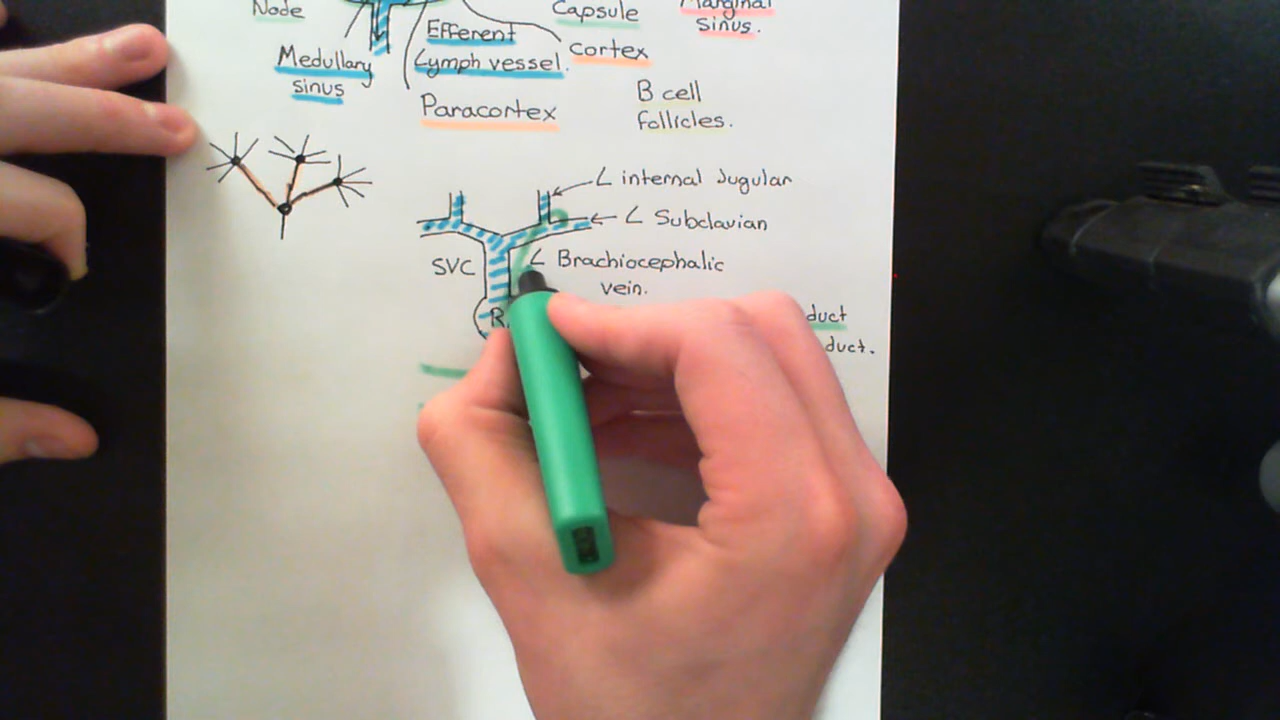 Node
Capsule
Marginal
sinus.
Efferent
Lymph vessel.
Cortex
Medullary
sinus
Paracortex
B cell
follicles.
L internal Jugular
L Subclavian
SVC
L Brachiocephalic
vein.
R
duct
duct.